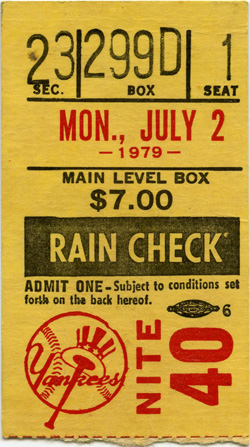 23 299D 1
SEC. BOX SEAT
MON., JULY 2
-1979-
MAIN LEVEL BOX
$7.00
RAIN CHECK
ADMIT ONE-Subject to conditions set
forth on the back hereof.
6
Yankees
NITE
40